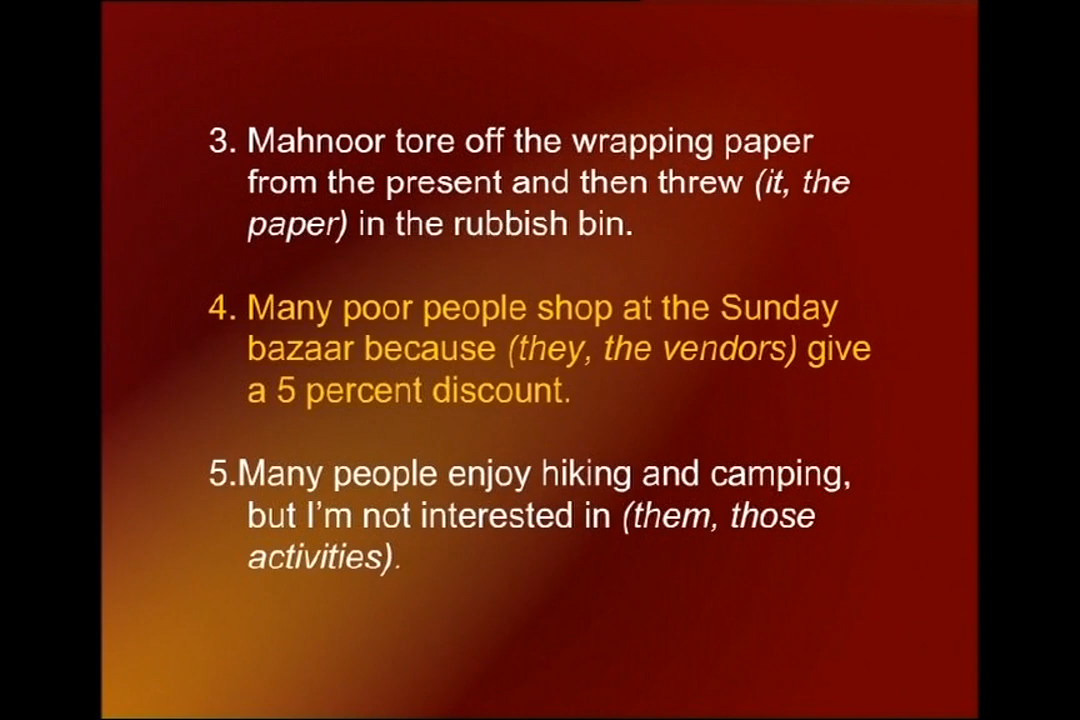 3. Mahnoor tore off the wrapping paper
from the present and then threw (it, the
paper) in the rubbish bin.
4. Many poor people shop at the Sunday
bazaar because (they, the vendors) give
a 5 percent discount.
5.Many people enjoy hiking and camping,
but I’m not interested in (them, those
activities).